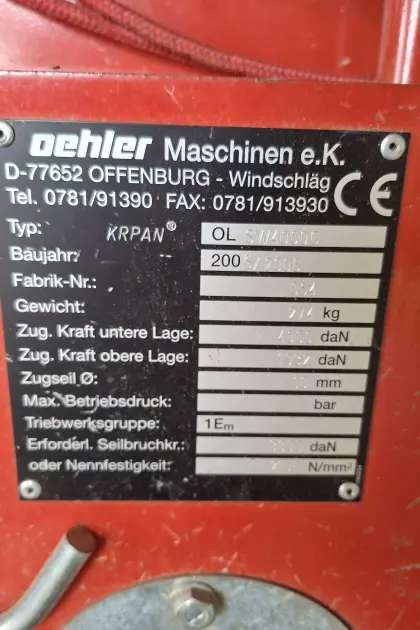 oehler Maschinen e.K.
D-77652 OFFENBURG - Windschläg
Tel. 0781/91390 FAX: 0781/913930 CE
Typ: KRPAN® OL
Baujahr: 200
Fabrik-Nr.:
Gewicht: kg
Zug. Kraft untere Lage: daN
Zug. Kraft obere Lage: daN
Zugseil Ø: mm
Max. Betriebsdruck: bar
Triebwerksgruppe: 1Em
Erforderl. Seilbruchkr.: daN
oder Nennfestigkeit: N/mm²